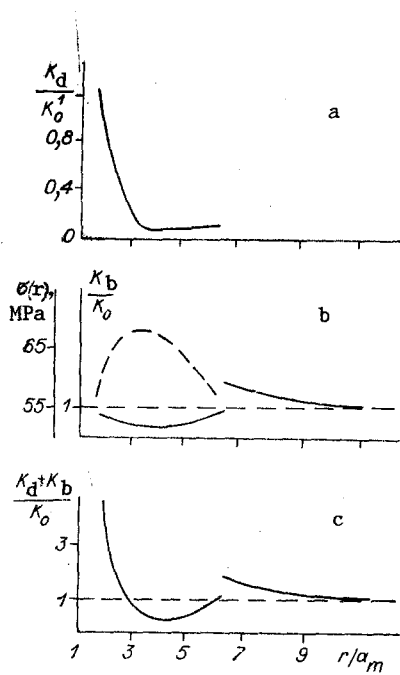 K_d
K_0
1
0,8
0,4
0
a
σ(r),
MPa
K_b
K_0
65
55
1
b
K_d+K_b
K_0
3
1
c
1 3 5 7 9 r/a_m